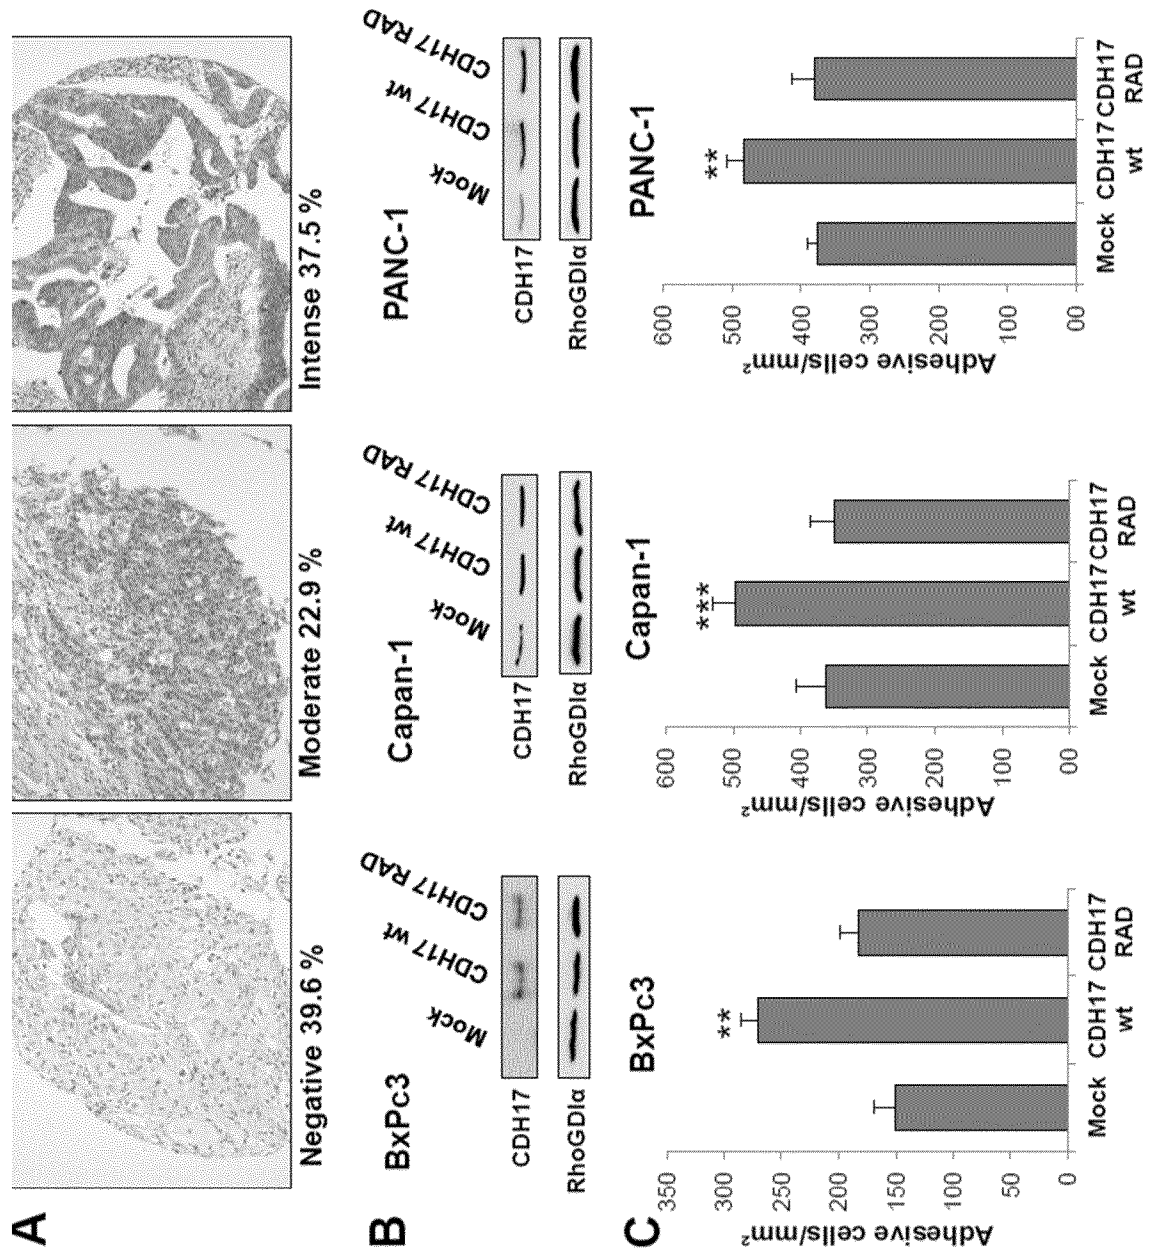 A
Negative 39.6 %
Moderate 22.9 %
Intense 37.5 %
B
BxPc3
Mock
CDH17 wt
CDH17 RAD
CDH17
RhoGDIα
Capan-1
Mock
CDH17 wt
CDH17 RAD
CDH17
RhoGDIα
PANC-1
Mock
CDH17 wt
CDH17 RAD
CDH17
RhoGDIα
C
BxPc3
Adhesive cells/mm²
350
300
250
200
150
100
50
0
**
Mock
CDH17
wt
CDH17
RAD
Capan-1
Adhesive cells/mm²
600
500
400
300
200
100
00
***
Mock
CDH17
wt
CDH17
RAD
PANC-1
Adhesive cells/mm²
600
500
400
300
200
100
00
**
Mock
CDH17
wt
CDH17
RAD